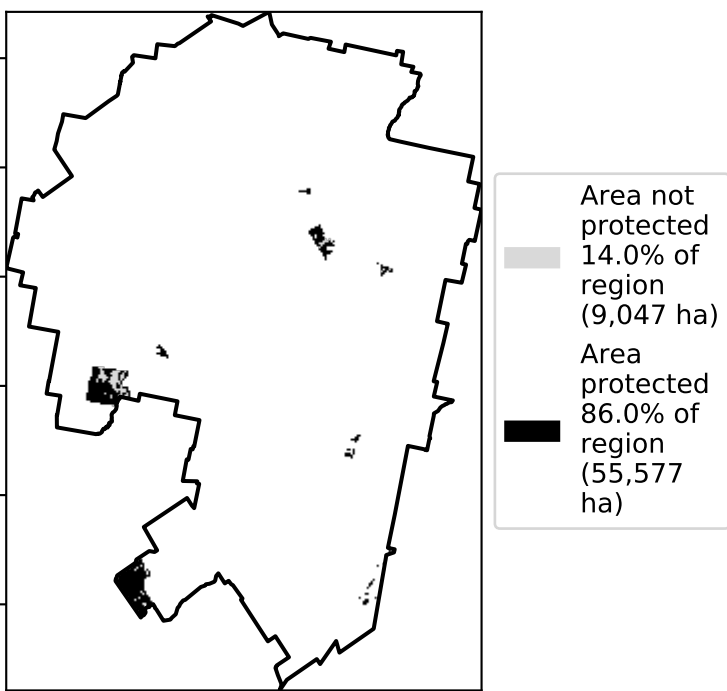 Area not
protected
14.0% of
region
(9,047 ha)
Area
protected
86.0% of
region
(55,577
ha)